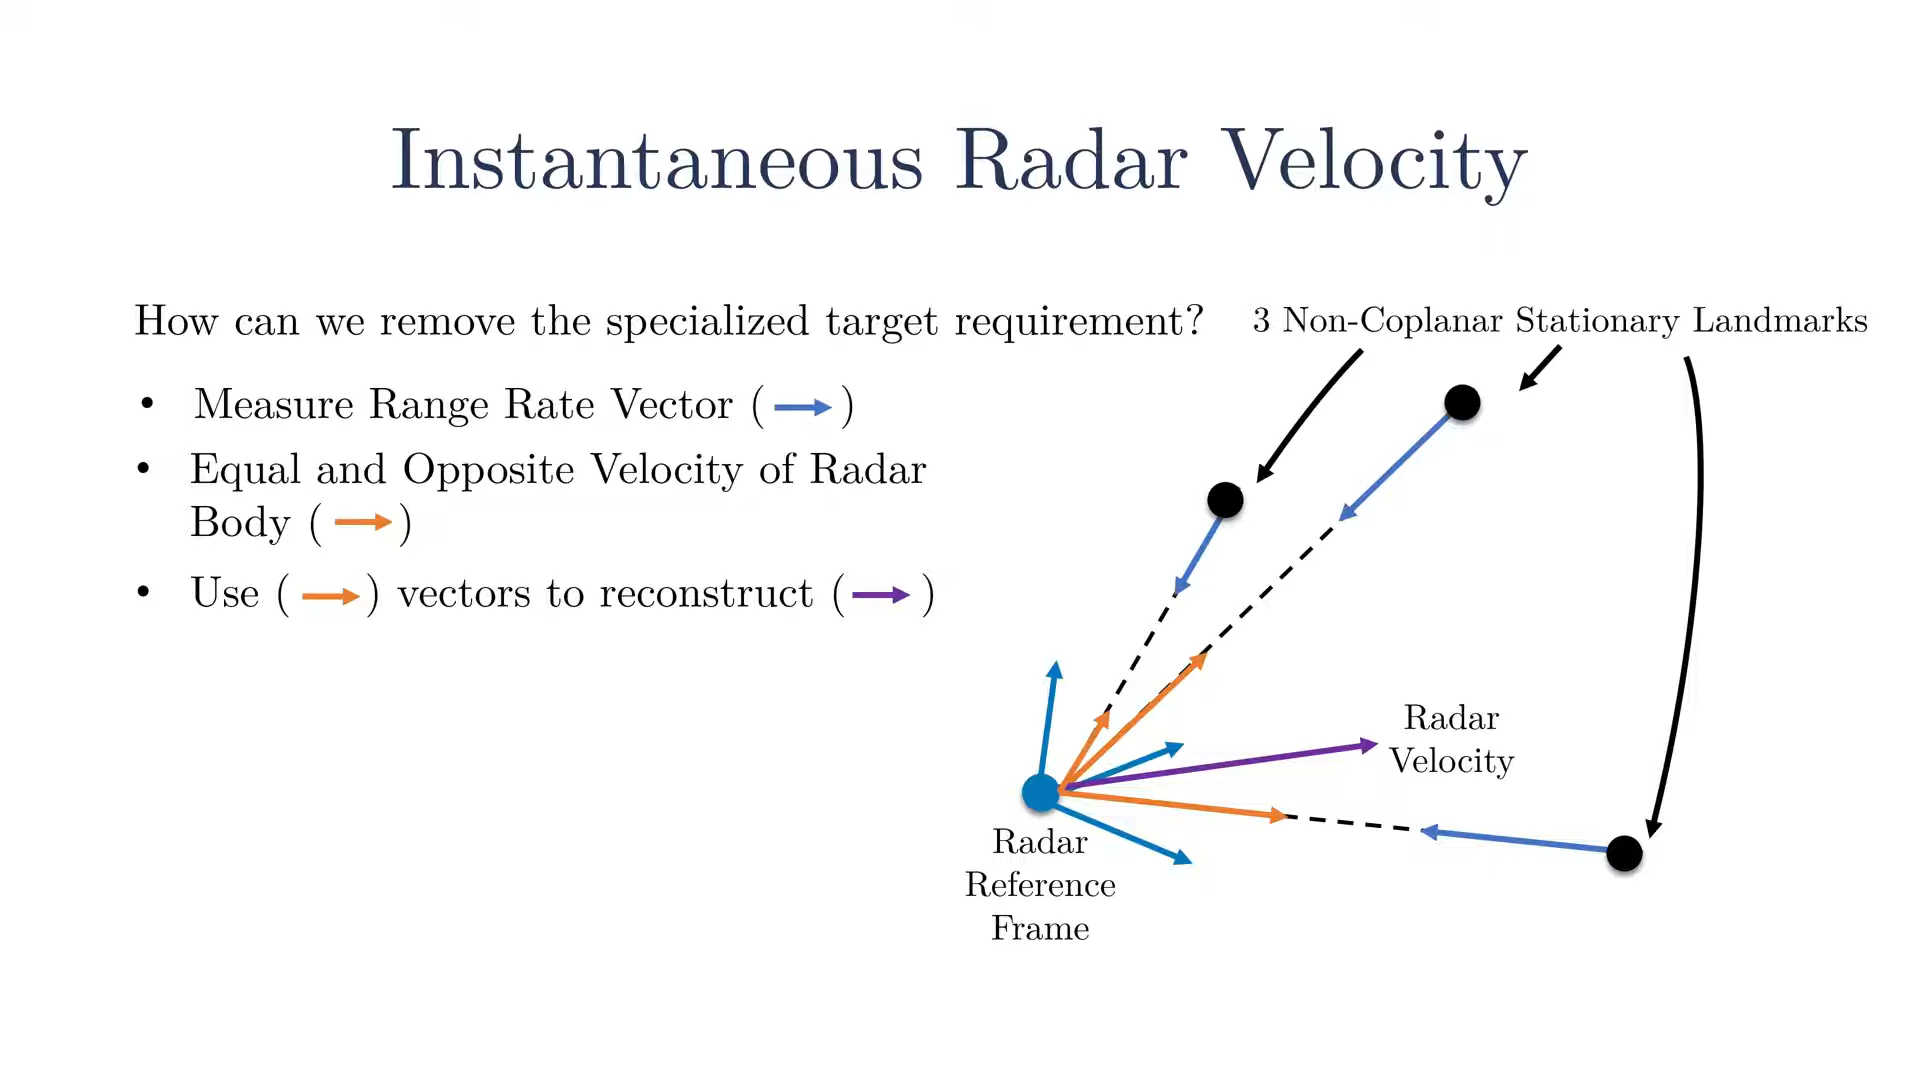 Instantaneous Radar Velocity
How can we remove the specialized target requirement?
• Measure Range Rate Vector ( )
• Equal and Opposite Velocity of Radar
Body ( )
• Use ( ) vectors to reconstruct ( )
3 Non-Coplanar Stationary Landmarks
Radar
Velocity
Radar
Reference
Frame